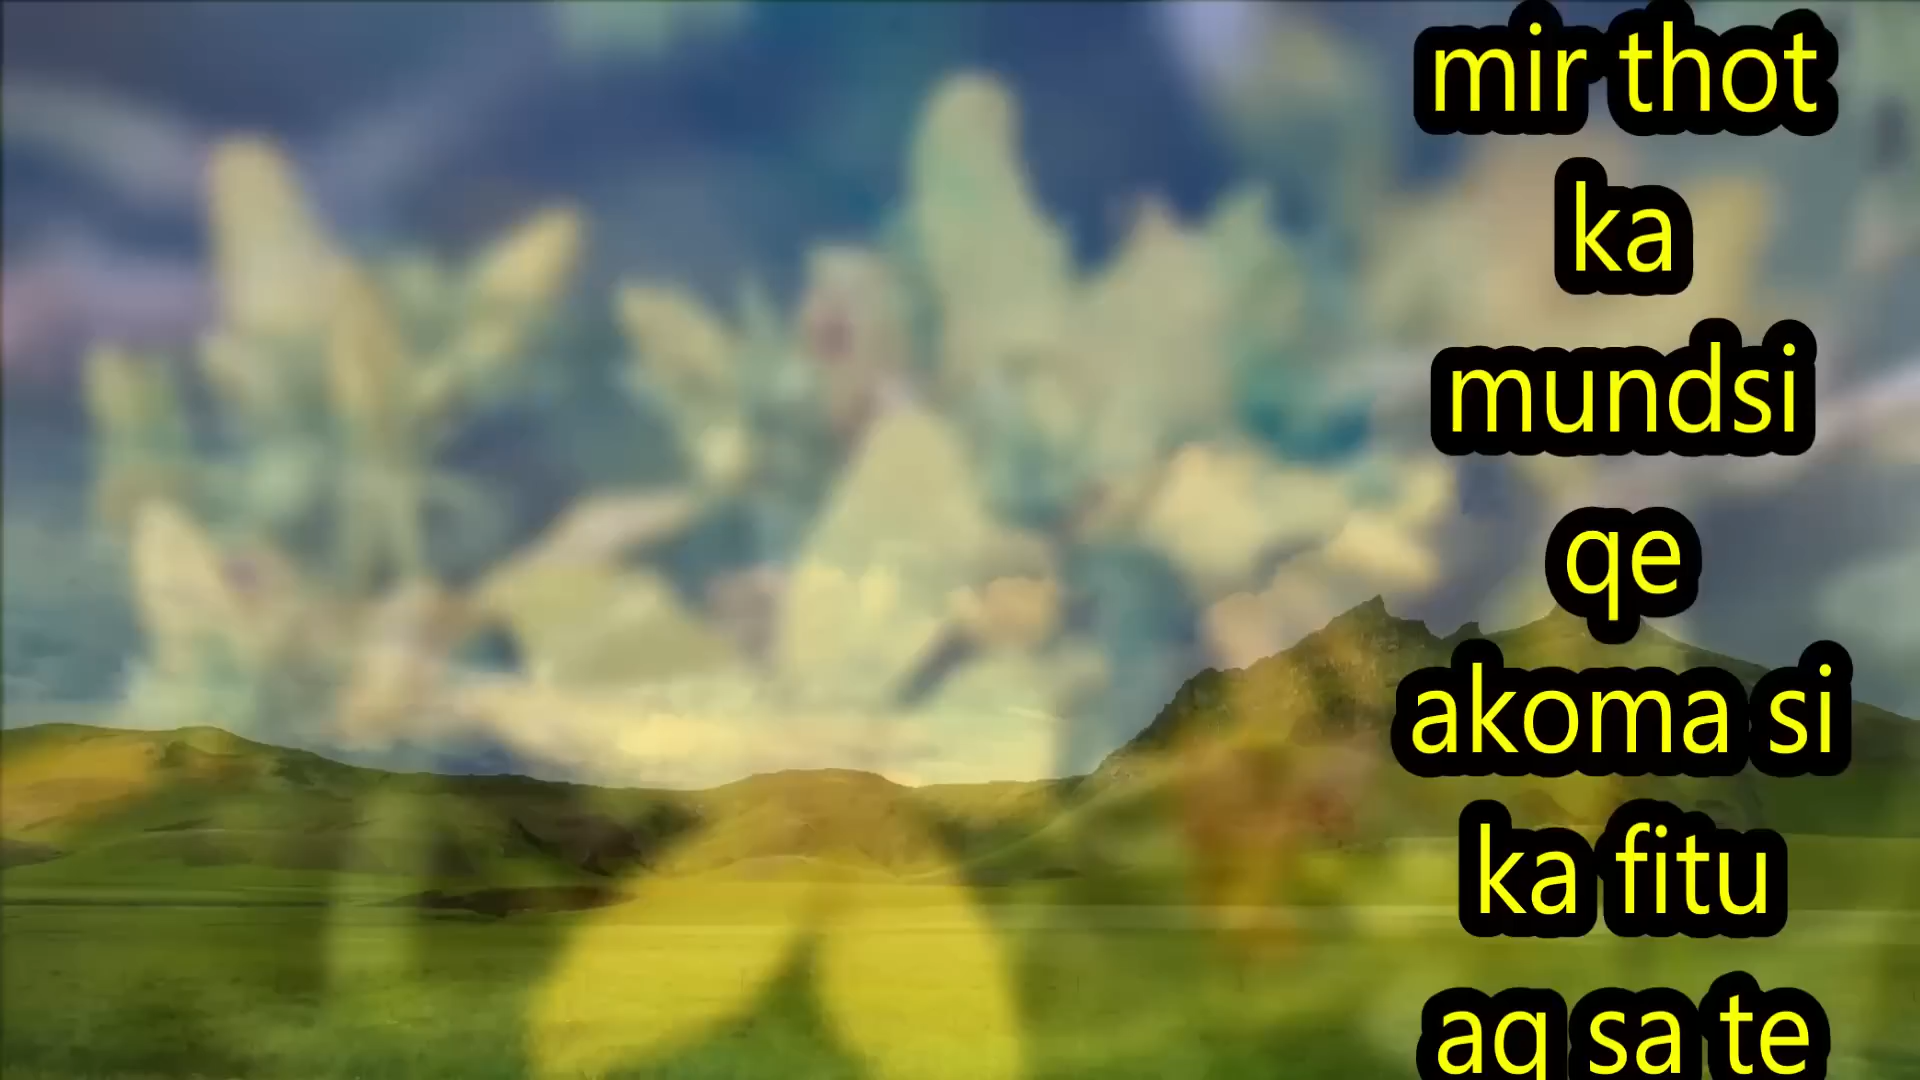 mir thot
ka
mundsi
qe
akoma si
ka fitu
aq sa te